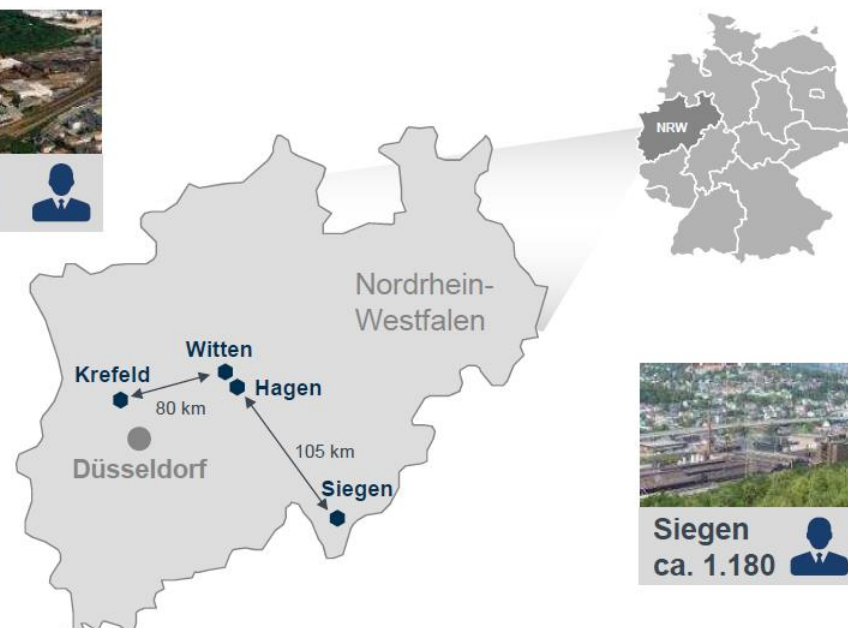 NRW
Nordrhein-
Westfalen
Witten
Krefeld
Hagen
80 km
Düsseldorf
105 km
Siegen
Siegen
ca. 1.180